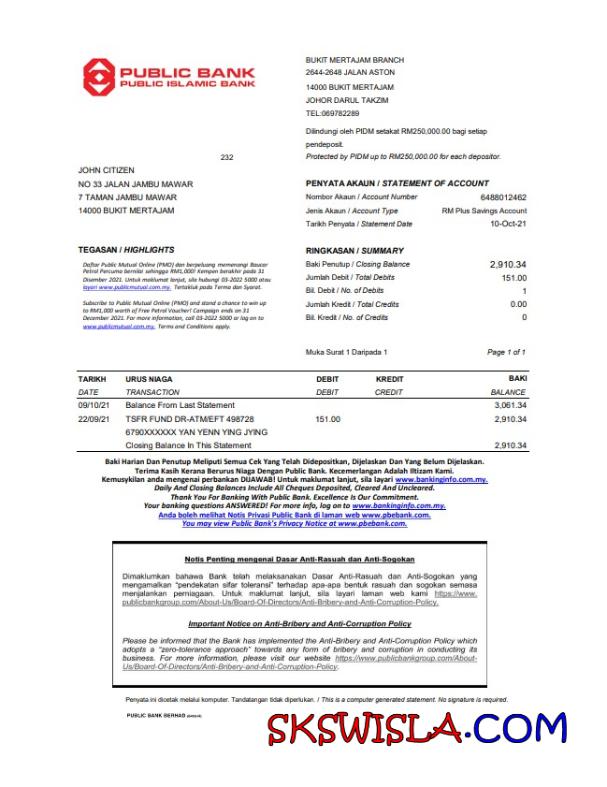 PUBLIC BANK
PUBLIC ISLAMIC BANK
BUKIT MERTAJAM BRANCH
2644-2648 JALAN ASTON
14000 BUKIT MERTAJAM
JOHOR DARUL TAKZIM
TEL:069782289
Dilindungi oleh PIDM setakat RM250,000.00 bagi setiap
pendeposit.
Protected by PIDM up to RM250,000.00 for each depositor.
232
JOHN CITIZEN
NO 33 JALAN JAMBU MAWAR
7 TAMAN JAMBU MAWAR
14000 BUKIT MERTAJAM
PENYATA AKAUN / STATEMENT OF ACCOUNT
Nombor Akaun / Account Number 6488012462
Jenis Akaun / Account Type RM Plus Savings Account
Tarikh Penyata / Statement Date 10-Oct-21
TEGASAN / HIGHLIGHTS
Daftar Public Mutual Online (PMO) dan berpeluang memenangi Baucar
Petrol Percuma bernilai sehingga RM1,000! Kempen berakhir pada 31
Disember 2021. Untuk maklumat lanjut, sila hubungi 03-2022 5000 atau
layari www.publicmutual.com.my. Tertakluk pada Terma dan Syarat.
Subscribe to Public Mutual Online (PMO) and stand a chance to win up
to RM1,000 worth of Free Petrol Voucher! Campaign ends on 31
December 2021. For more information, call 03-2022 5000 or log on to
www.publicmutual.com.my. Terms and Conditions apply.
RINGKASAN / SUMMARY
Baki Penutup / Closing Balance 2,910.34
Jumlah Debit / Total Debits 151.00
Bil. Debit / No. of Debits 1
Jumlah Kredit / Total Credits 0.00
Bil. Kredit / No. of Credits 0
Muka Surat 1 Daripada 1 Page 1 of 1
TARIKH URUS NIAGA DEBIT KREDIT BAKI
DATE TRANSACTION DEBIT CREDIT BALANCE
09/10/21 Balance From Last Statement 3,061.34
22/09/21 TSFR FUND DR-ATM/EFT 498728 151.00 2,910.34
6790XXXXXX YAN YENN YING JYING
Closing Balance In This Statement 2,910.34
Baki Harian Dan Penutup Meliputi Semua Cek Yang Telah Didepositkan, Dijelaskan Dan Yang Belum Dijelaskan.
Terima Kasih Kerana Berurus Niaga Dengan Public Bank. Kecemerlangan Adalah Iltizam Kami.
Kemusykilan anda mengenai perbankan DIJAWAB! Untuk maklumat lanjut, sila layari www.bankinginfo.com.my.
Daily And Closing Balances Include All Cheques Deposited, Cleared And Uncleared.
Thank You For Banking With Public Bank. Excellence Is Our Commitment.
Your banking questions ANSWERED! For more info, log on to www.bankinginfo.com.my.
Anda boleh melihat Notis Privasi Public Bank di laman web www.pbebank.com.
You may view Public Bank's Privacy Notice at www.pbebank.com.
Notis Penting mengenai Dasar Anti-Rasuah dan Anti-Sogokan
Dimaklumkan bahawa Bank telah melaksanakan Dasar Anti-Rasuah dan Anti-Sogokan yang
mengamalkan "pendekatan sifar toleransi" terhadap apa-apa bentuk rasuah dan sogokan semasa
menjalankan perniagaan. Untuk maklumat lanjut, sila layari laman web kami https://www.
publicbankgroup.com/About-Us/Board-Of-Directors/Anti-Bribery-and-Anti-Corruption-Policy.
Important Notice on Anti-Bribery and Anti-Corruption Policy
Please be informed that the Bank has implemented the Anti-Bribery and Anti-Corruption Policy which
adopts a "zero-tolerance approach" towards any form of bribery and corruption in conducting its
business. For more information, please visit our website https://www.publicbankgroup.com/About-
Us/Board-Of-Directors/Anti-Bribery-and-Anti-Corruption-Policy.
Penyata ini dicetak melalui komputer. Tandatangan tidak diperlukan. / This is a computer generated statement. No signature is required.
PUBLIC BANK BERHAD
SKSWISLA.COM